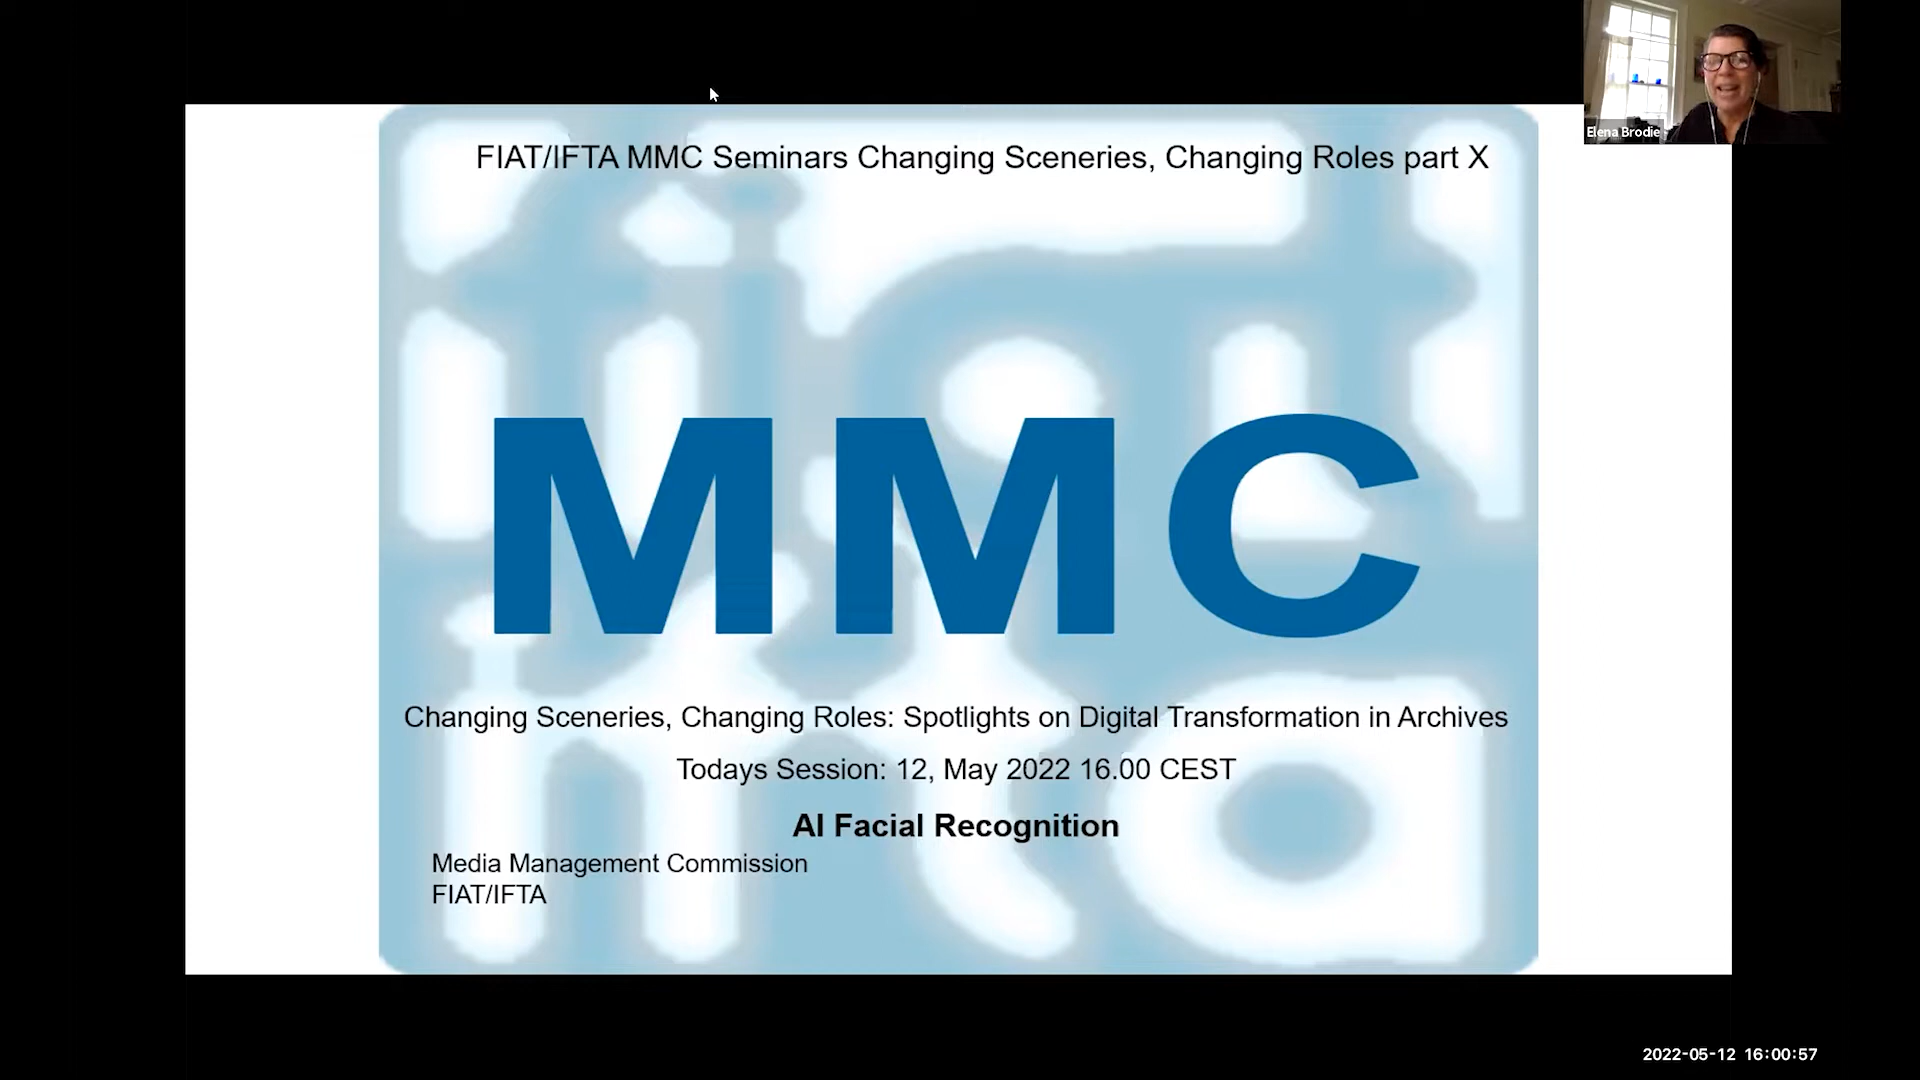 FIAT/IFTA MMC Seminars Changing Sceneries, Changing Roles part X
Elena Brodie
fiat
MMC
ifta
Changing Sceneries, Changing Roles: Spotlights on Digital Transformation in Archives
Todays Session: 12, May 2022 16.00 CEST
AI Facial Recognition
Media Management Commission
FIAT/IFTA
2022-05-12 16:00:57